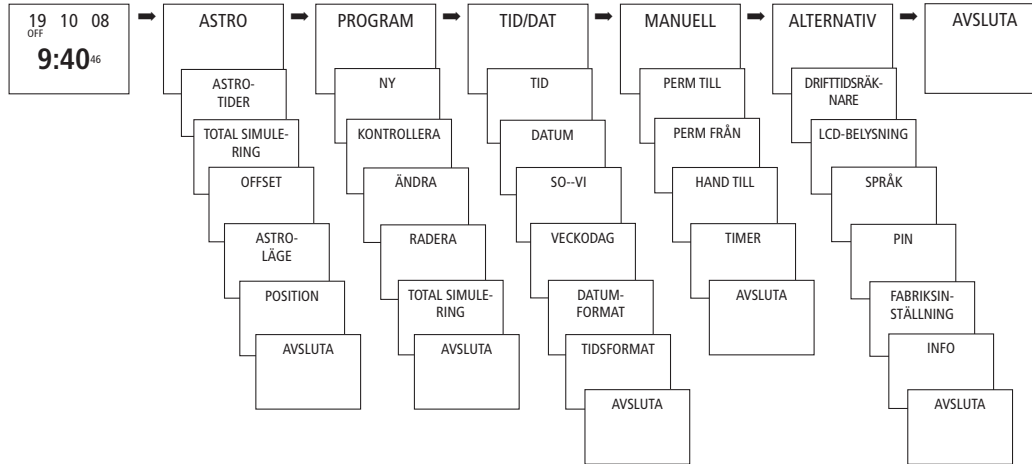 19 10 08
OFF
9:40 46
ASTRO
ASTRO-
TIDER
TOTAL SIMULE-
RING
OFFSET
ASTRO-
LÄGE
POSITION
AVSLUTA
PROGRAM
NY
KONTROLLERA
ÄNDRA
RADERA
TOTAL SIMULE-
RING
AVSLUTA
TID/DAT
TID
DATUM
SO--VI
VECKODAG
DATUM-
FORMAT
TIDSFORMAT
AVSLUTA
MANUELL
PERM TILL
PERM FRÅN
HAND TILL
TIMER
AVSLUTA
ALTERNATIV
DRIFTTIDSRÄK-
NARE
LCD-BELYSNING
SPRÅK
PIN
FABRIKSIN-
STÄLLNING
INFO
AVSLUTA
AVSLUTA